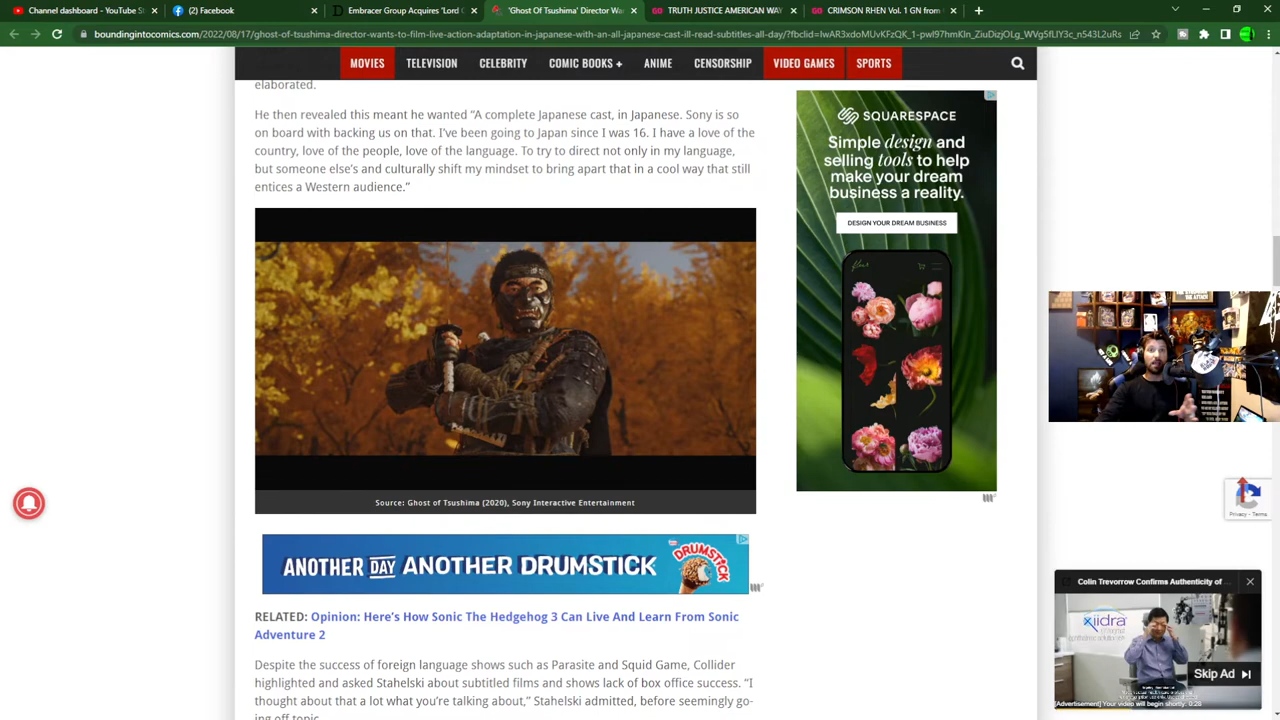 Channel dashboard - YouTube S
(2) Facebook
Embracer Group Acquires 'Lord
'Ghost Of Tsushima' Director Wa
TRUTH JUSTICE AMERICAN WAY
CRIMSON RHEN Vol. 1 GN from
boundingintocomics.com/2022/08/17/ghost-of-tsushima-director-wants-to-film-live-action-adaptation-in-japanese-with-an-all-japanese-cast-ill-read-subtitles-all-day/?fbclid=
MOVIES TELEVISION CELEBRITY COMIC BOOKS + ANIME CENSORSHIP VIDEO GAMES SPORTS
elaborated.
He then revealed this meant he wanted “A complete Japanese cast, in Japanese. Sony is so
on board with backing us on that. I’ve been going to Japan since I was 16. I have a love of the
country, love of the people, love of the language. To try to direct not only in my language,
but someone else’s and culturally shift my mindset to bring apart that in a cool way that still
entices a Western audience.”
Source: Ghost of Tsushima (2020), Sony Interactive Entertainment
ANOTHER DAY ANOTHER DRUMSTICK
DRUMSTICK
RELATED: Opinion: Here’s How Sonic The Hedgehog 3 Can Live And Learn From Sonic
Adventure 2
Despite the success of foreign language shows such as Parasite and Squid Game, Collider
highlighted and asked Stahelski about subtitled films and shows lack of box office success. “I
thought about that a lot what you’re talking about,” Stahelski admitted, before seemingly go-
ing off topic.
SQUARESPACE
Simple design and
selling tools to help
make your dream
business a reality.
DESIGN YOUR DREAM BUSINESS
Privacy - Terms
Colin Trevorrow Confirms Authenticity of ...
xiidra
Skip Ad
[Advertisement] Your video will begin shortly. 0:28